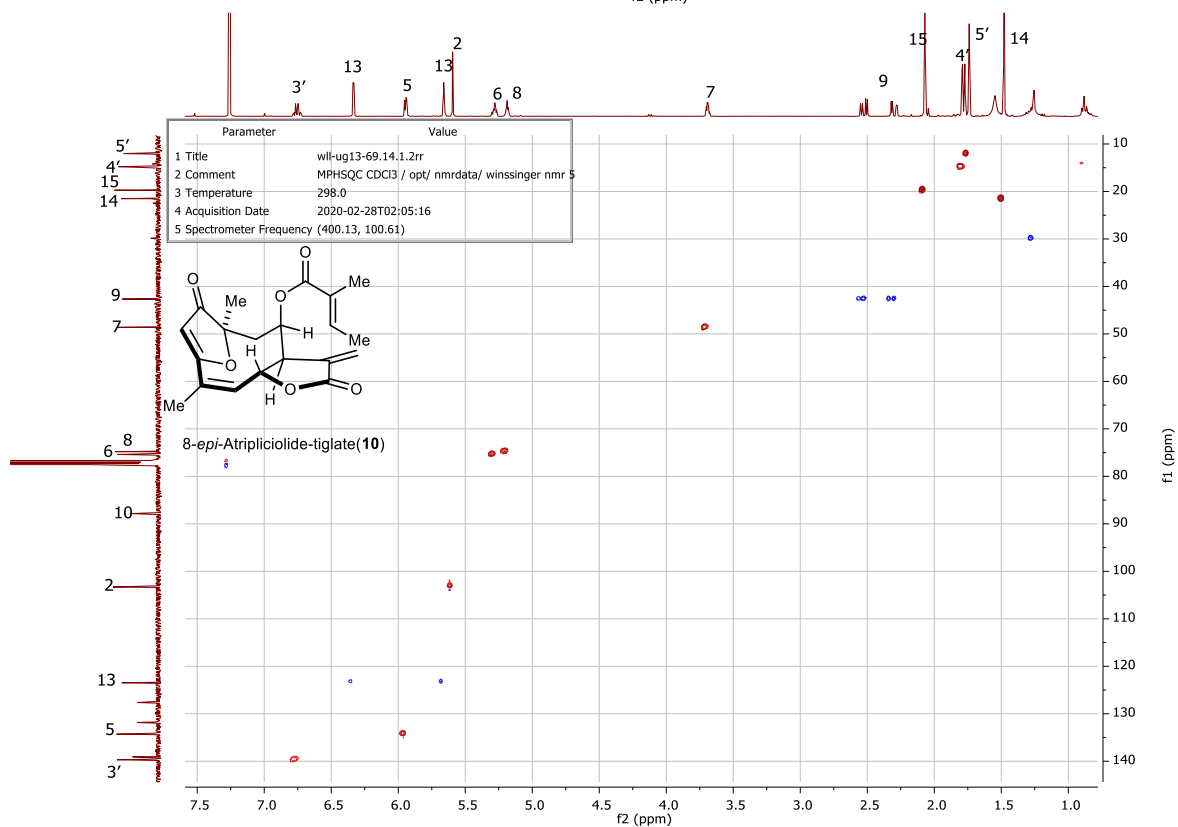 f2 (ppm)
3′ 13 5 13 2 6 8 7 9 15 4′ 5′ 14
Parameter Value
1 Title wll-ug13-69.14.1.2rr
2 Comment MPHSQC CDCl3 / opt/ nmrdata/ winssinger nmr 5
3 Temperature 298.0
4 Acquisition Date 2020-02-28T02:05:16
5 Spectrometer Frequency (400.13, 100.61)
5′
4′
15
14
9
7
8
6
10
2
13
5
3′
O
O
Me
Me
O
H
Me
H
O
O
O
H
Me
8-epi-Atripliciolide-tiglate(10)
10
20
30
40
50
60
70
80
90
100
110
120
130
140
f1 (ppm)
7.5 7.0 6.5 6.0 5.5 5.0 4.5 4.0 3.5 3.0 2.5 2.0 1.5 1.0
f2 (ppm)